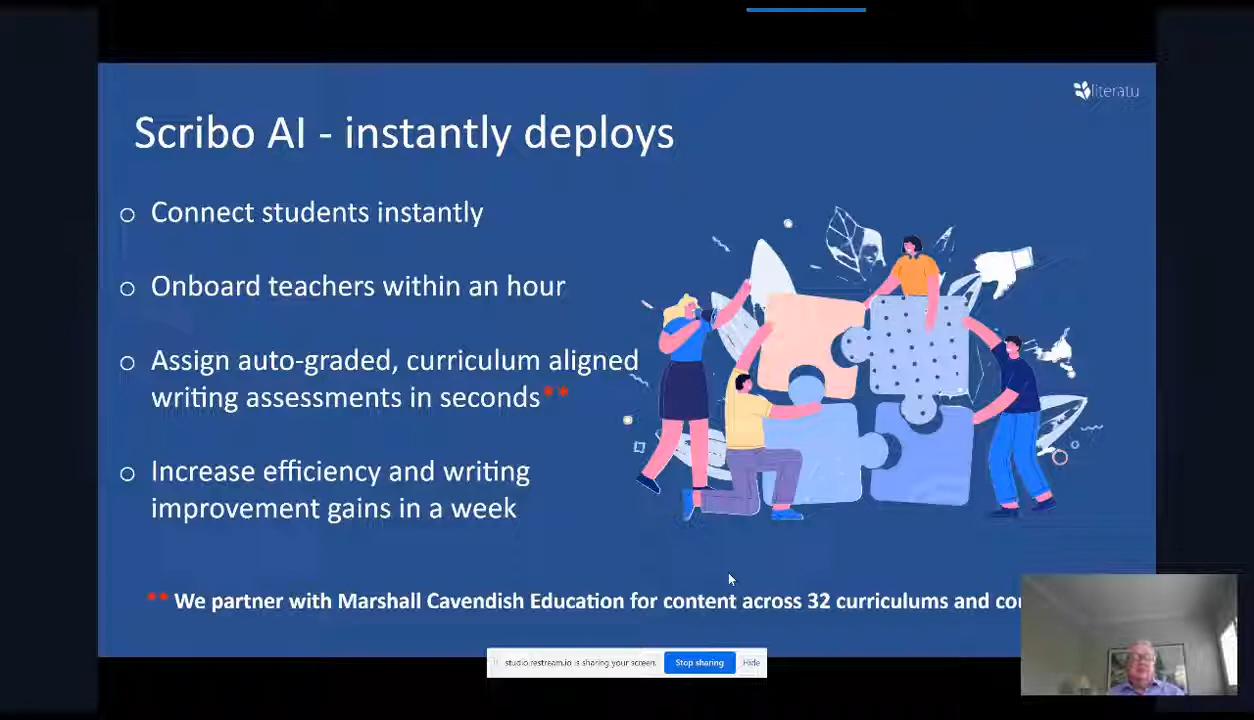 literatu
Scribo AI - instantly deploys
Connect students instantly
Onboard teachers within an hour
Assign auto-graded, curriculum aligned
writing assessments in seconds**
Increase efficiency and writing
improvement gains in a week
** We partner with Marshall Cavendish Education for content across 32 curriculums and
studio.restream.io is sharing your screen. Stop sharing Hide